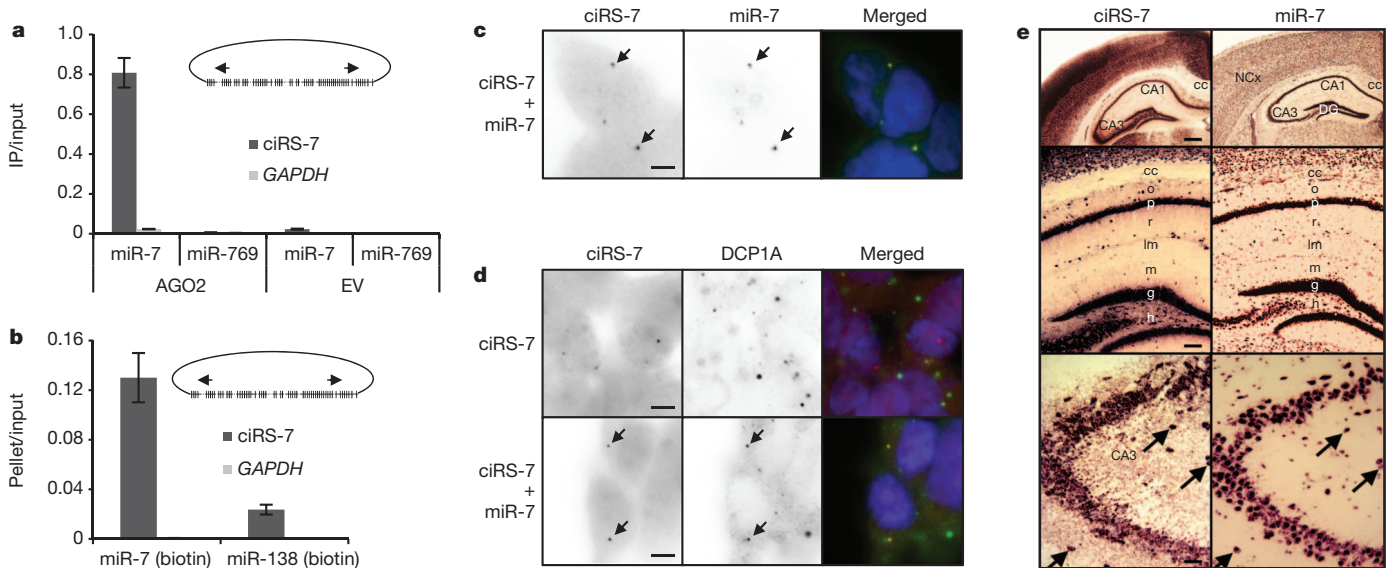 a
1.0
0.8
0.6
0.4
0.2
0
IP/input
ciRS-7
GAPDH
miR-7
miR-769
miR-7
miR-769
AGO2
EV
b
0.16
0.12
0.08
0.04
0
Pellet/input
ciRS-7
GAPDH
miR-7 (biotin)
miR-138 (biotin)
c
ciRS-7
miR-7
Merged
ciRS-7
+
miR-7
d
ciRS-7
DCP1A
Merged
ciRS-7
ciRS-7
+
miR-7
e
ciRS-7
miR-7
CA1
cc
CA3
NCx
CA1
cc
CA3
DG
cc
o
p
r
lm
m
g
h
cc
o
p
r
lm
m
g
h
CA3